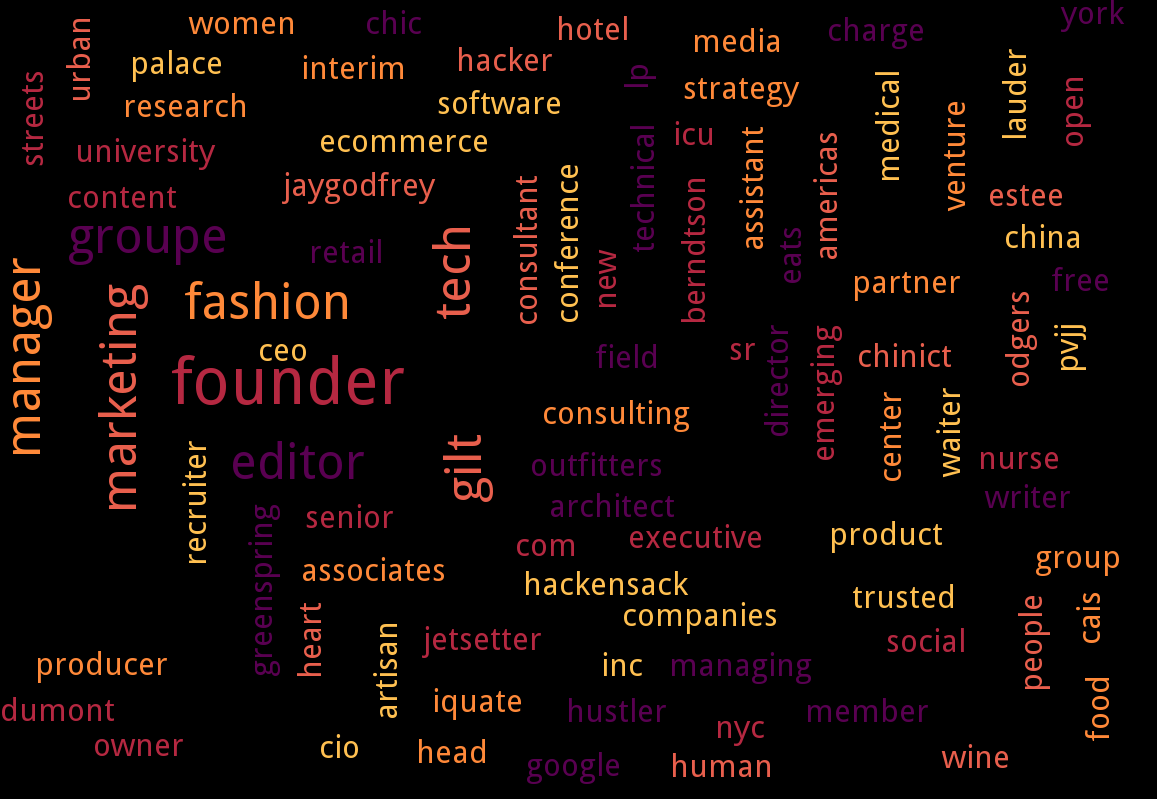 women
chic
hotel
media
charge
york
urban
palace
interim
hacker
lp
strategy
medical
lauder
open
streets
research
software
university
ecommerce
icu
technical
assistant
americas
venture
content
jaygodfrey
consultant
conference
berndtson
estee
groupe
retail
tech
new
eats
china
manager
marketing
fashion
partner
free
ceo
founder
field
sr
director
emerging
chinict
odgers
pvjj
consulting
center
waiter
recruiter
editor
gilt
outfitters
nurse
writer
greenspring
senior
architect
com
executive
product
associates
hackensack
group
heart
companies
trusted
people
cais
producer
artisan
jetsetter
inc
managing
social
dumont
iquate
hustler
member
food
owner
cio
head
google
nyc
human
wine